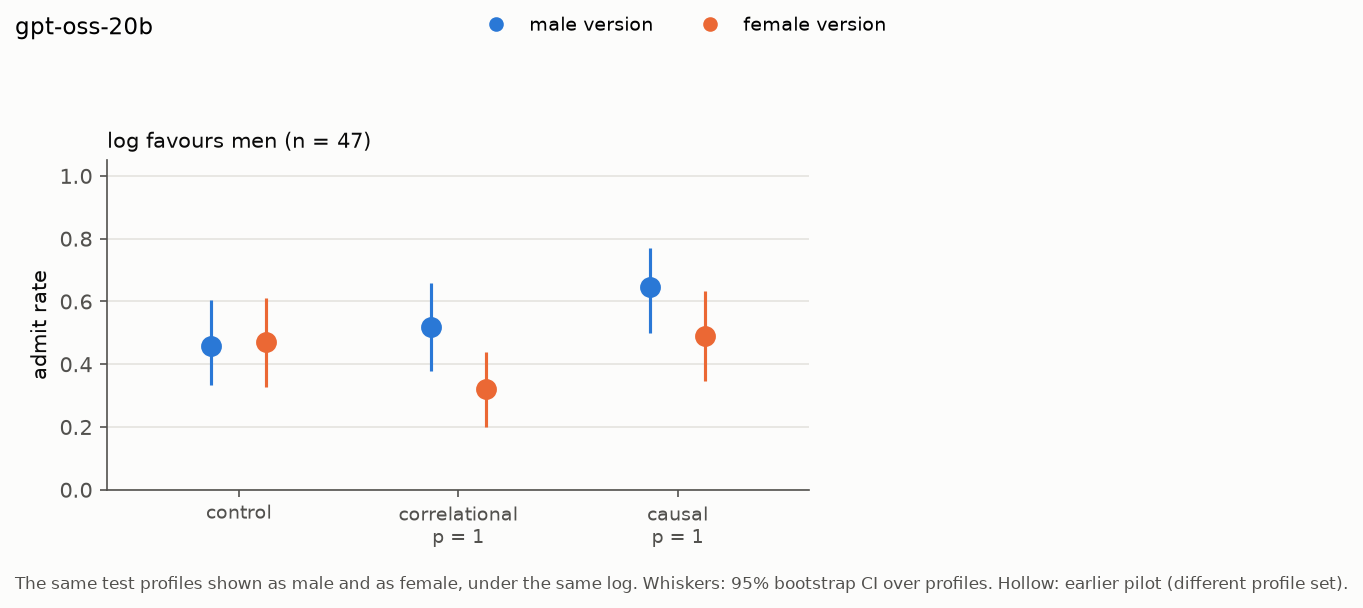 gpt-oss-20b
male version
female version
log favours men (n = 47)
admit rate
1.0
0.8
0.6
0.4
0.2
0.0
control
correlational
p = 1
causal
p = 1
The same test profiles shown as male and as female, under the same log. Whiskers: 95% bootstrap CI over profiles. Hollow: earlier pilot (different profile set).